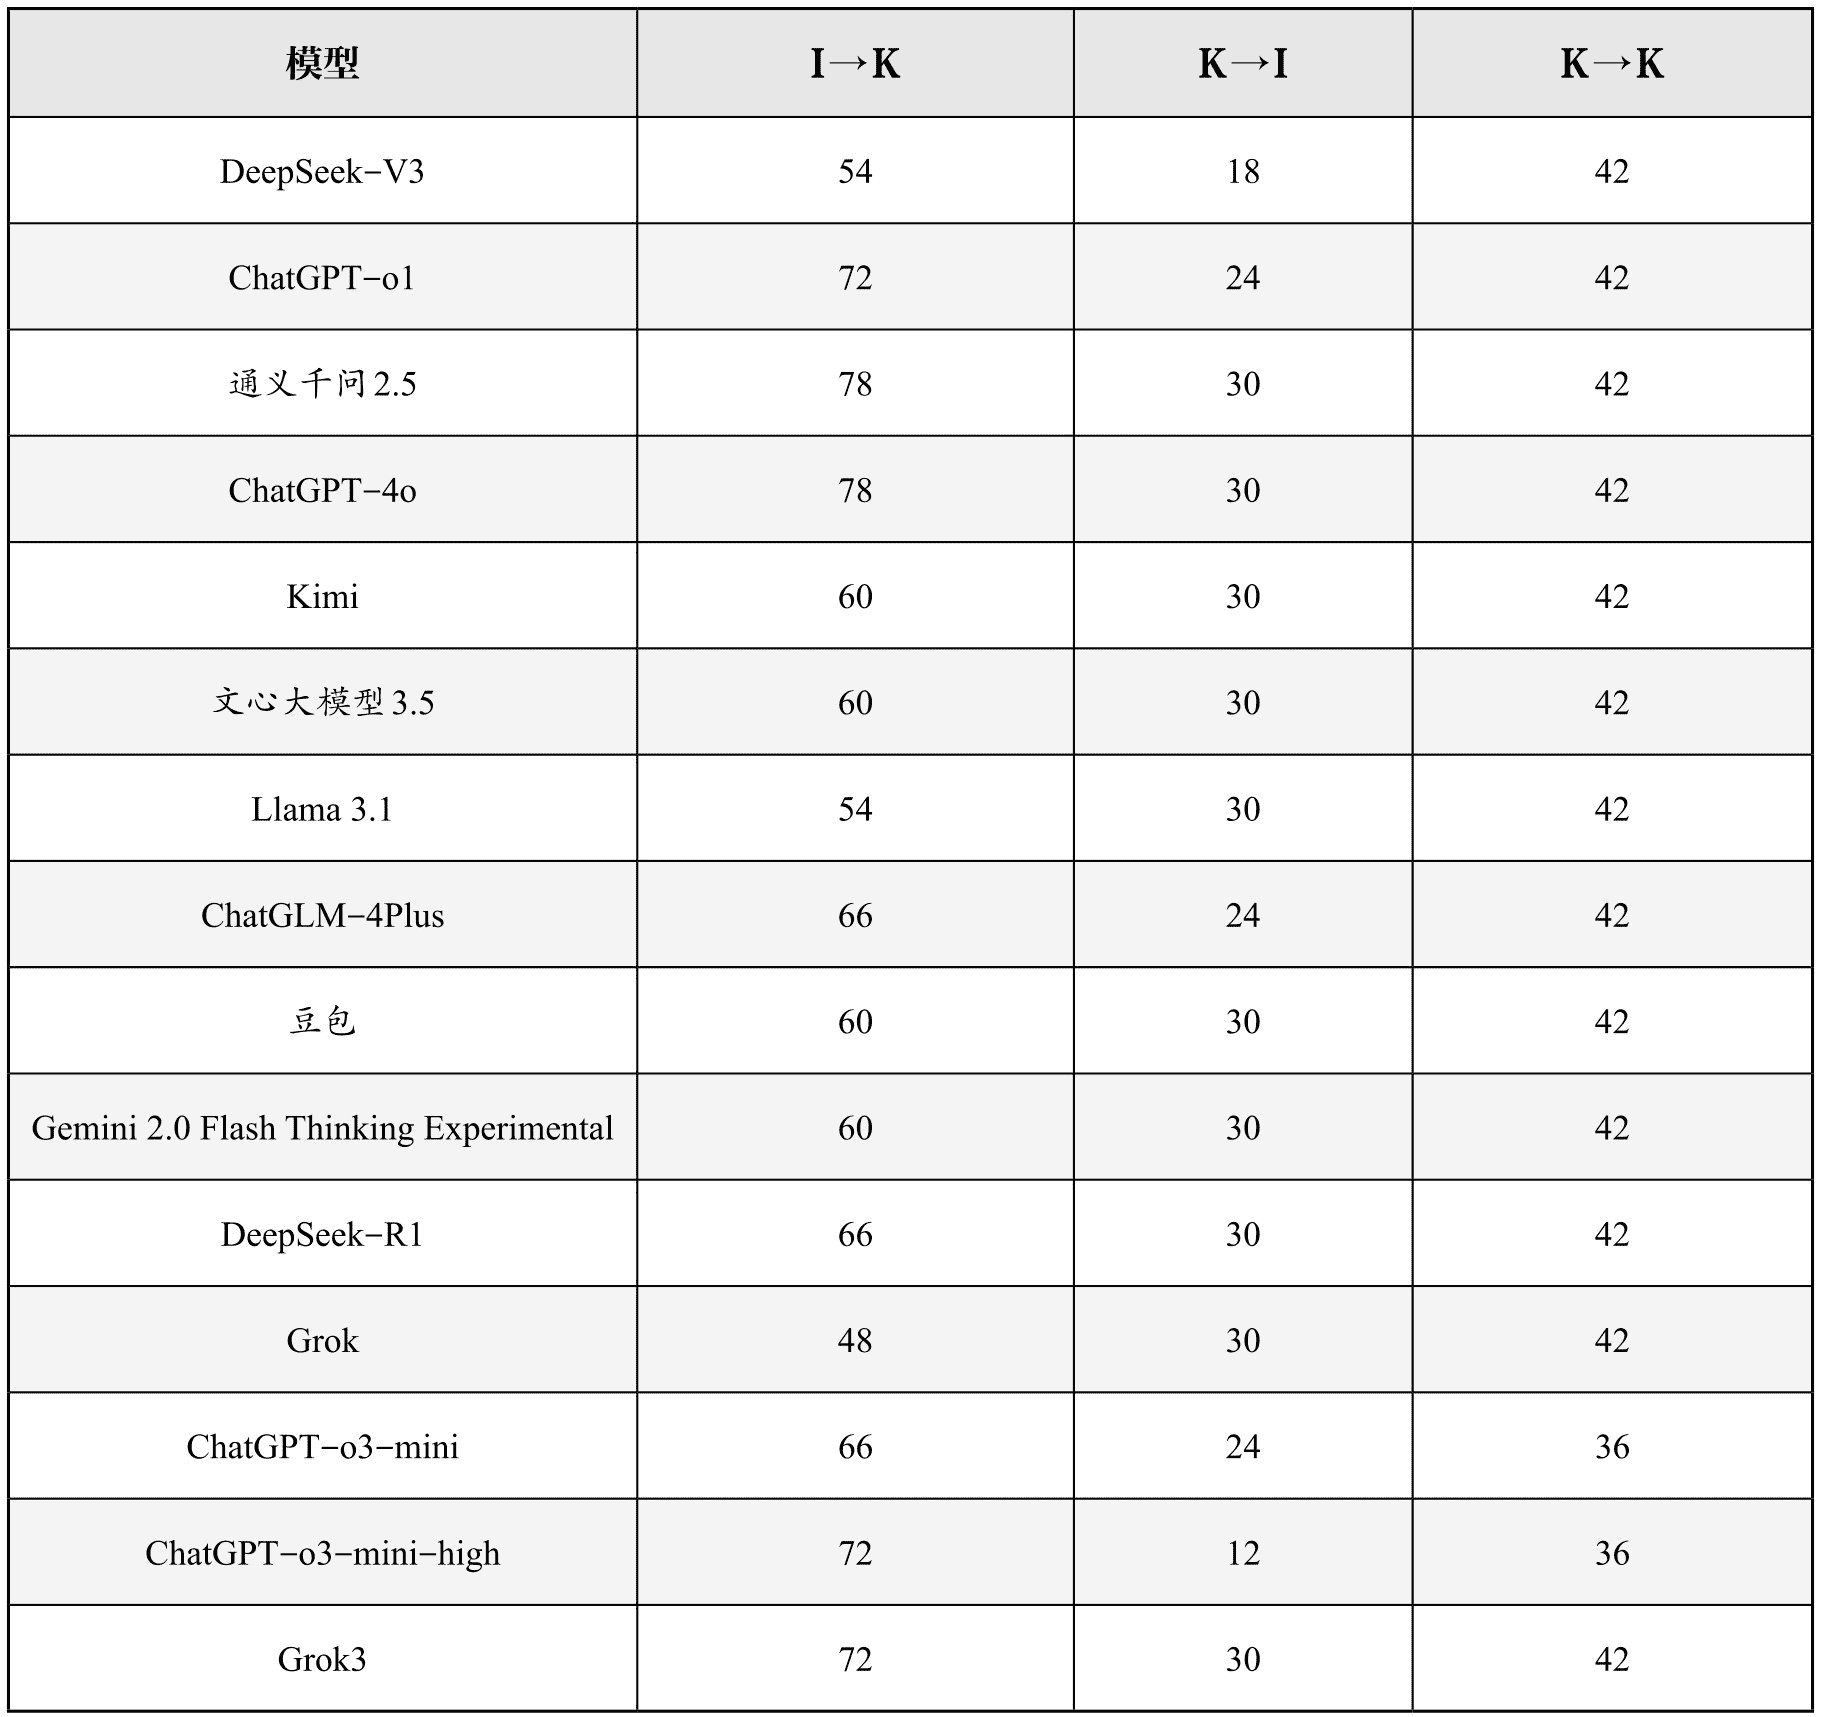 模型 I→K K→I K→K
DeepSeek-V3 54 18 42
ChatGPT-o1 72 24 42
通义千问2.5 78 30 42
ChatGPT-4o 78 30 42
Kimi 60 30 42
文心大模型3.5 60 30 42
Llama 3.1 54 30 42
ChatGLM-4Plus 66 24 42
豆包 60 30 42
Gemini 2.0 Flash Thinking Experimental 60 30 42
DeepSeek-R1 66 30 42
Grok 48 30 42
ChatGPT-o3-mini 66 24 36
ChatGPT-o3-mini-high 72 12 36
Grok3 72 30 42